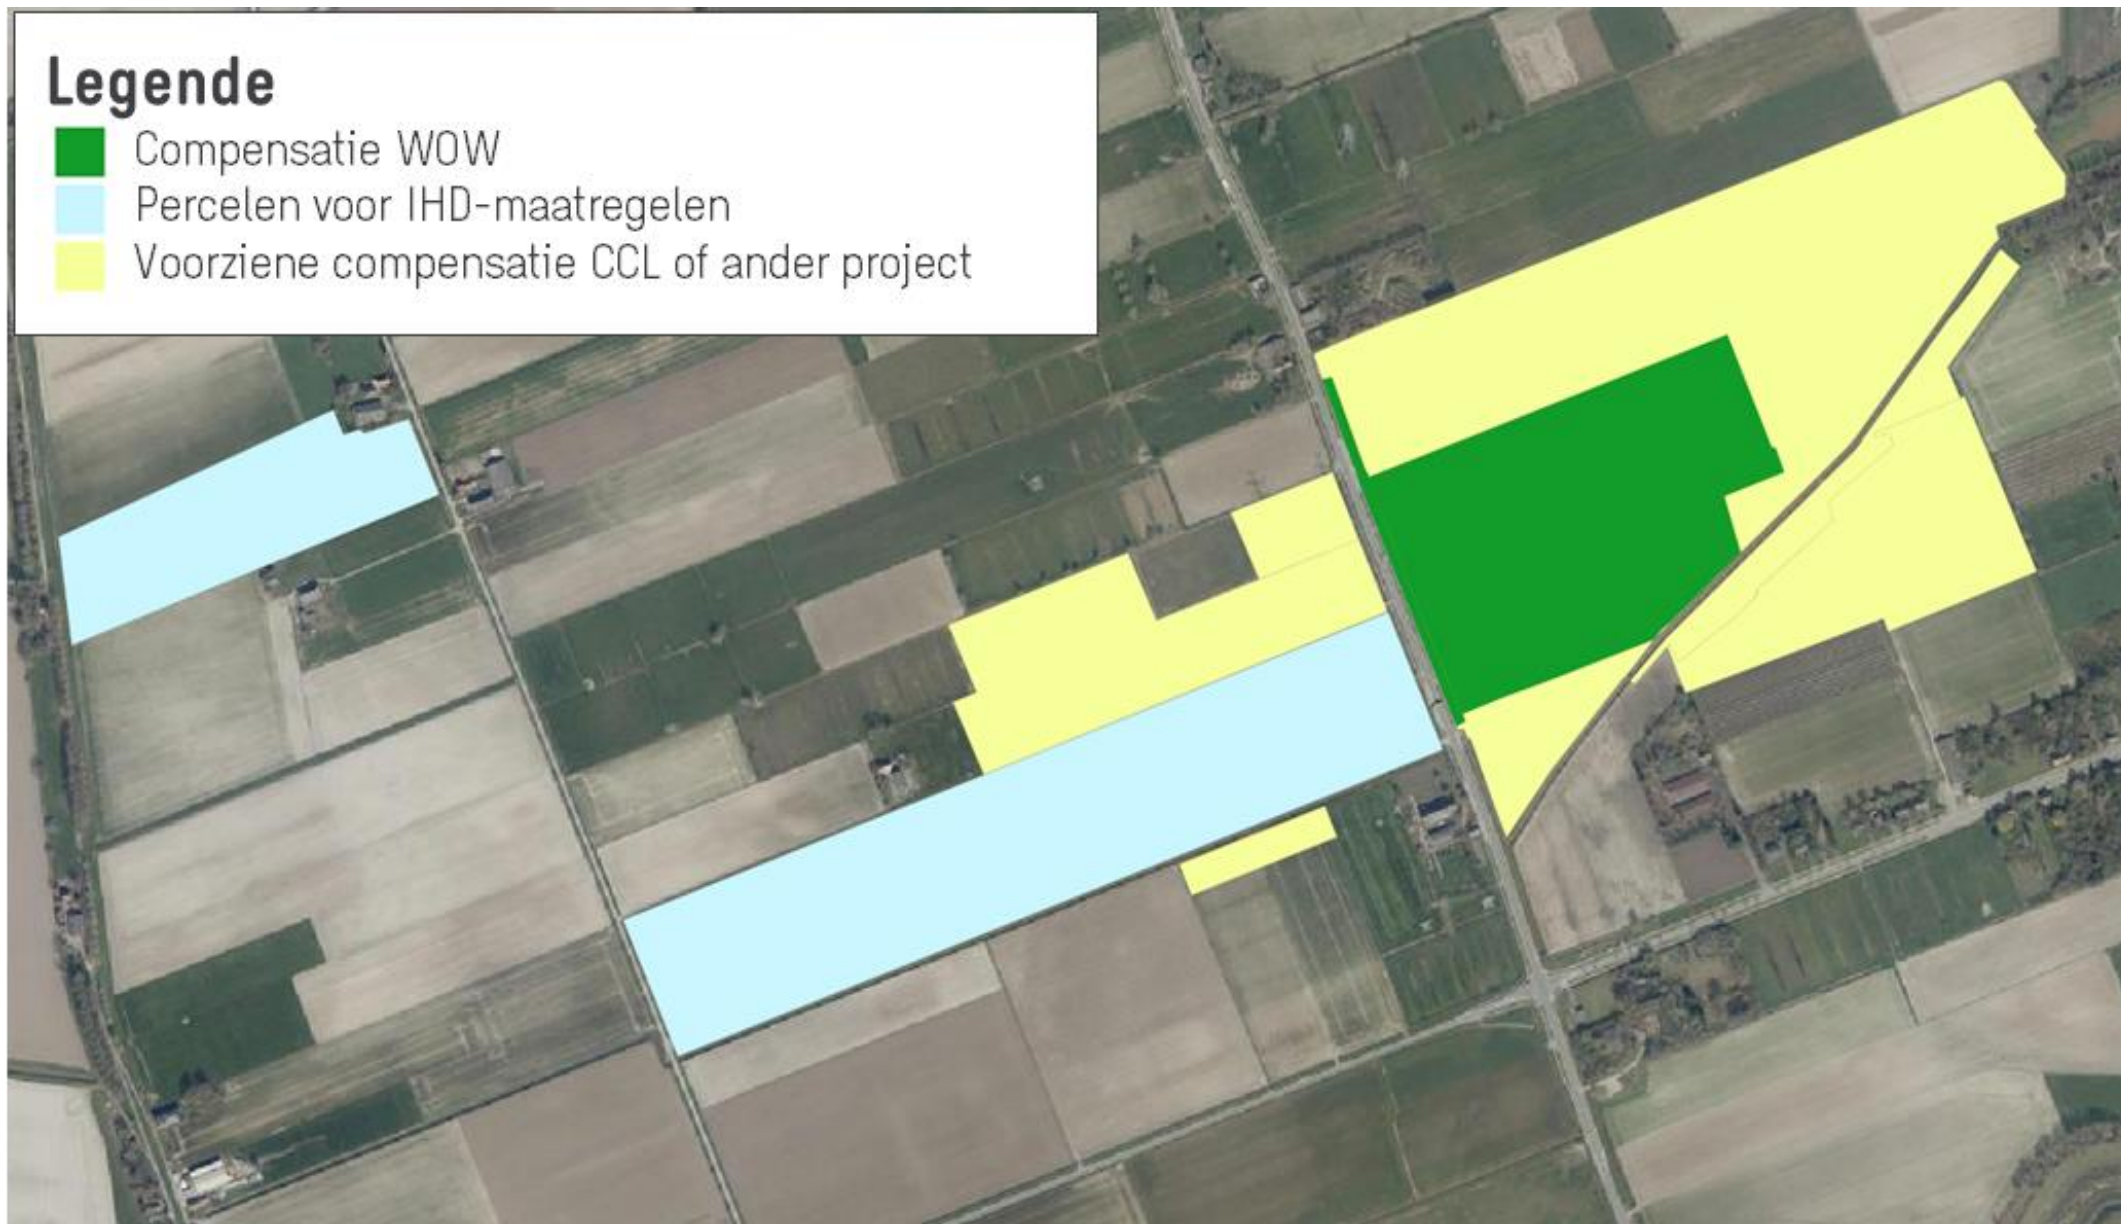 Legende
Compensatie WOW
Percelen voor IHD-maatregelen
Voorziene compensatie CCL of ander project